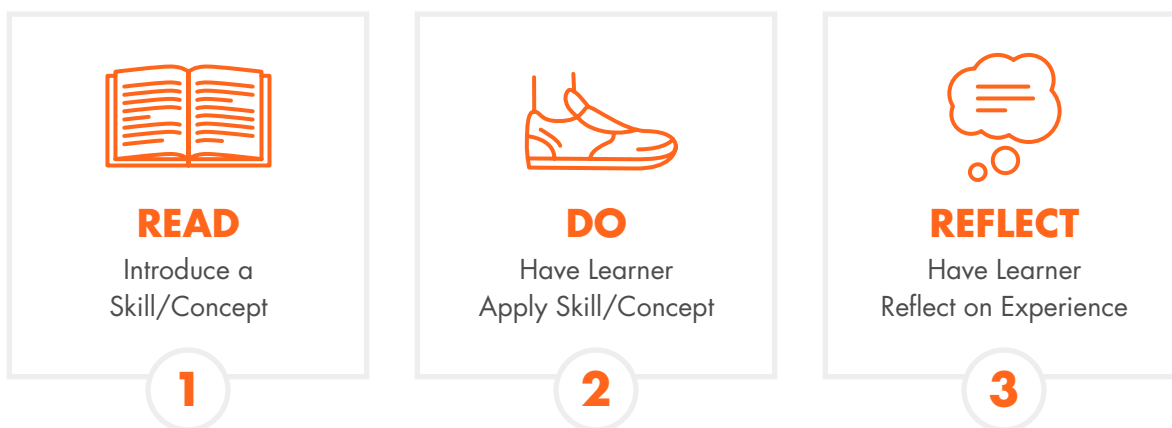 READ
Introduce a
Skill/Concept
1
DO
Have Learner
Apply Skill/Concept
2
REFLECT
Have Learner
Reflect on Experience
3